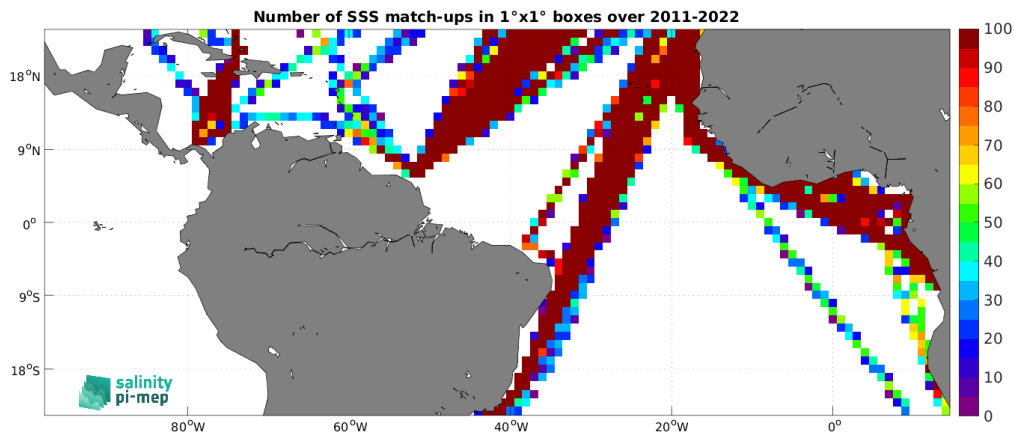 Number of SSS match-ups in 1°x1° boxes over 2011-2022
100
90
80
70
60
50
40
30
20
10
0
18°N
9°N
0°
9°S
18°S
80°W
60°W
40°W
20°W
0°
salinity
pi-mep